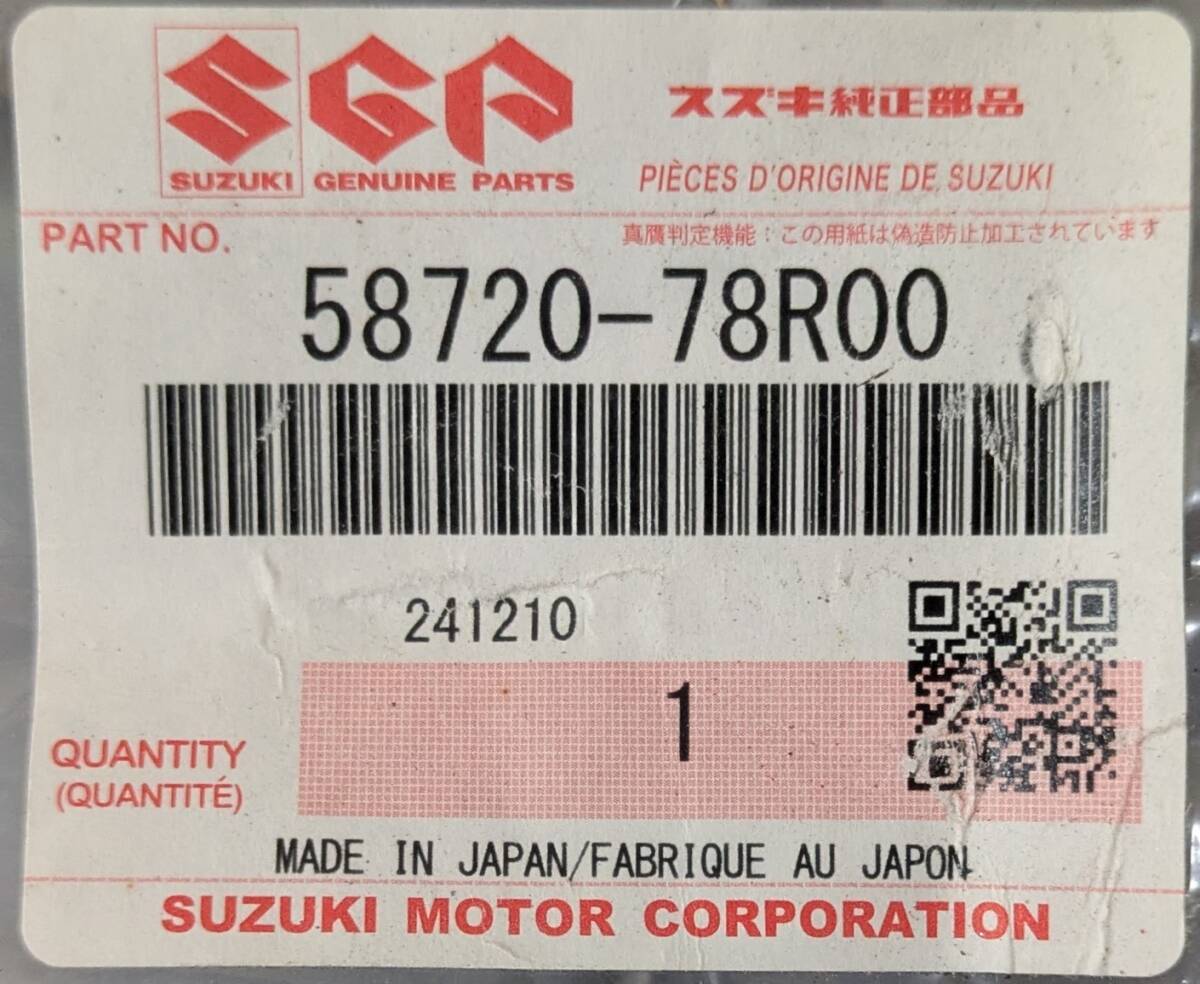 SGP スズキ純正部品
SUZUKI GENUINE PARTS PIÈCES D'ORIGINE DE SUZUKI
PART NO. 真贋判定機能：この用紙は偽造防止加工されています
58720-78R00
241210
1
QUANTITY
(QUANTITÉ)
MADE IN JAPAN/FABRIQUE AU JAPON
SUZUKI MOTOR CORPORATION